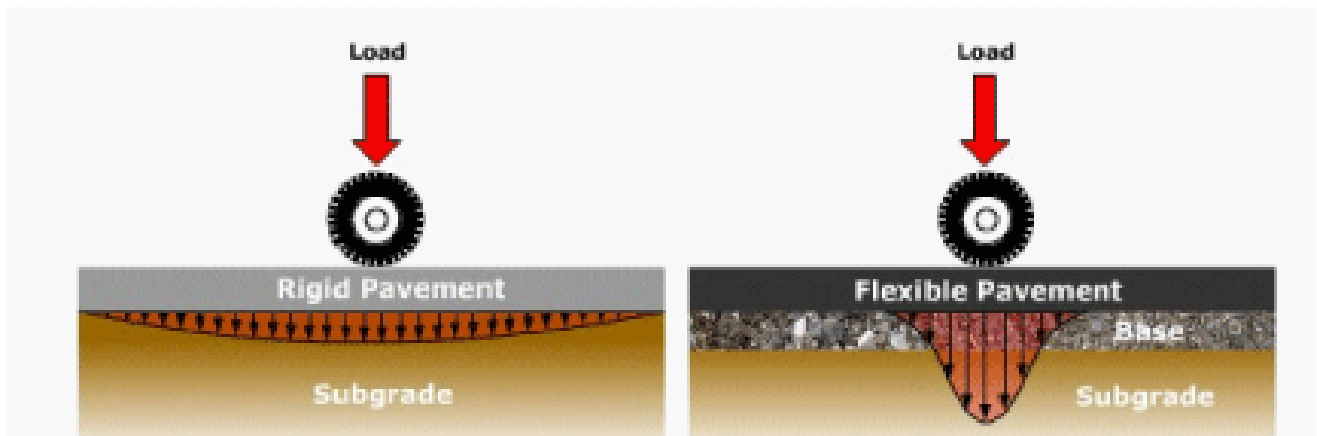 Load
Load
Rigid Pavement
Flexible Pavement
Base
Subgrade
Subgrade